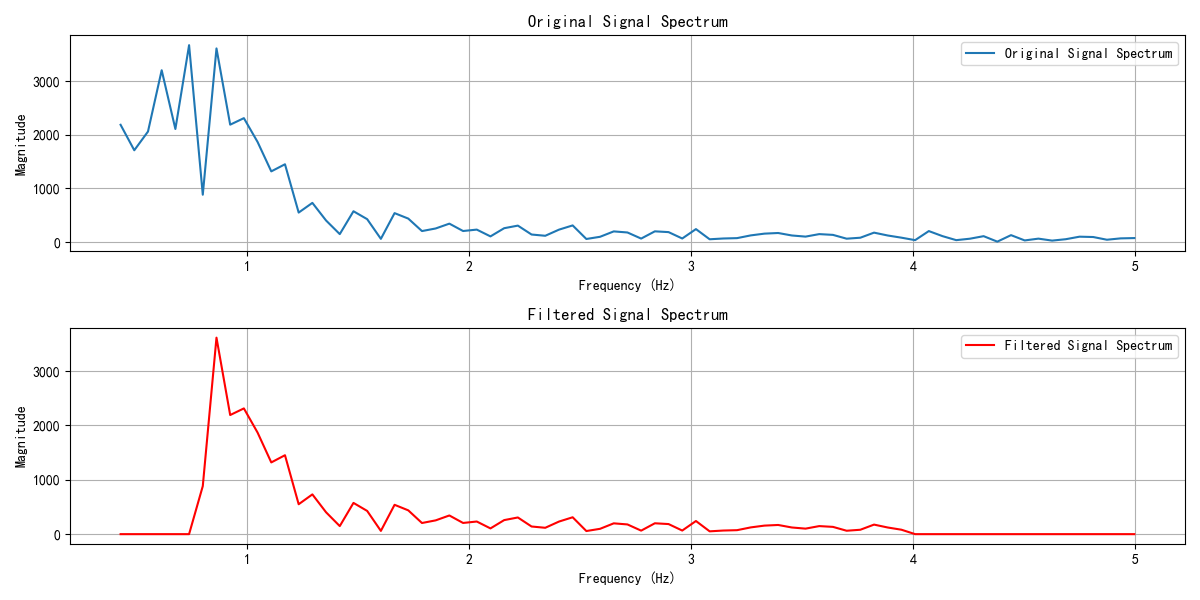 Original Signal Spectrum
Original Signal Spectrum
3000
2000
1000
0
Magnitude
1 2 3 4 5
Frequency (Hz)
Filtered Signal Spectrum
Filtered Signal Spectrum
3000
2000
1000
0
Magnitude
1 2 3 4 5
Frequency (Hz)